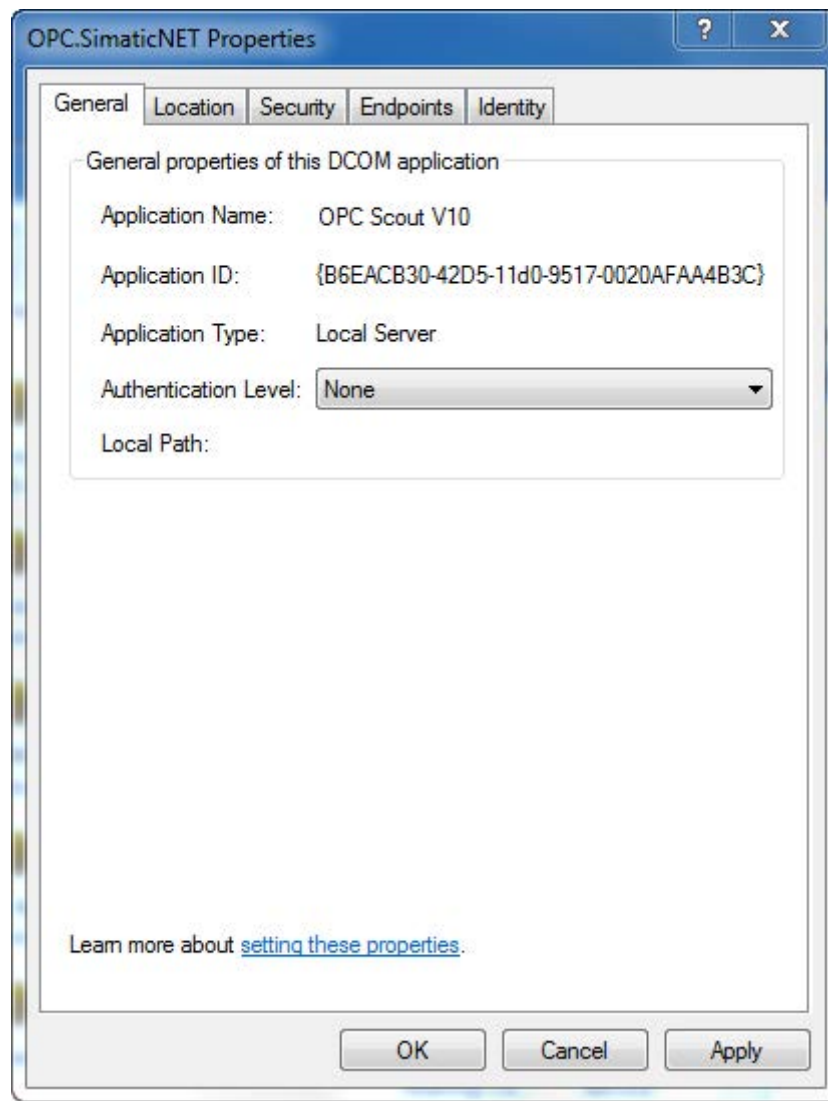 OPC.SimaticNET Properties
General Location Security Endpoints Identity
General properties of this DCOM application
Application Name: OPC Scout V10
Application ID: {B6EACB30-42D5-11d0-9517-0020AFAA4B3C}
Application Type: Local Server
Authentication Level: None
Local Path:
Learn more about setting these properties.
OK Cancel Apply